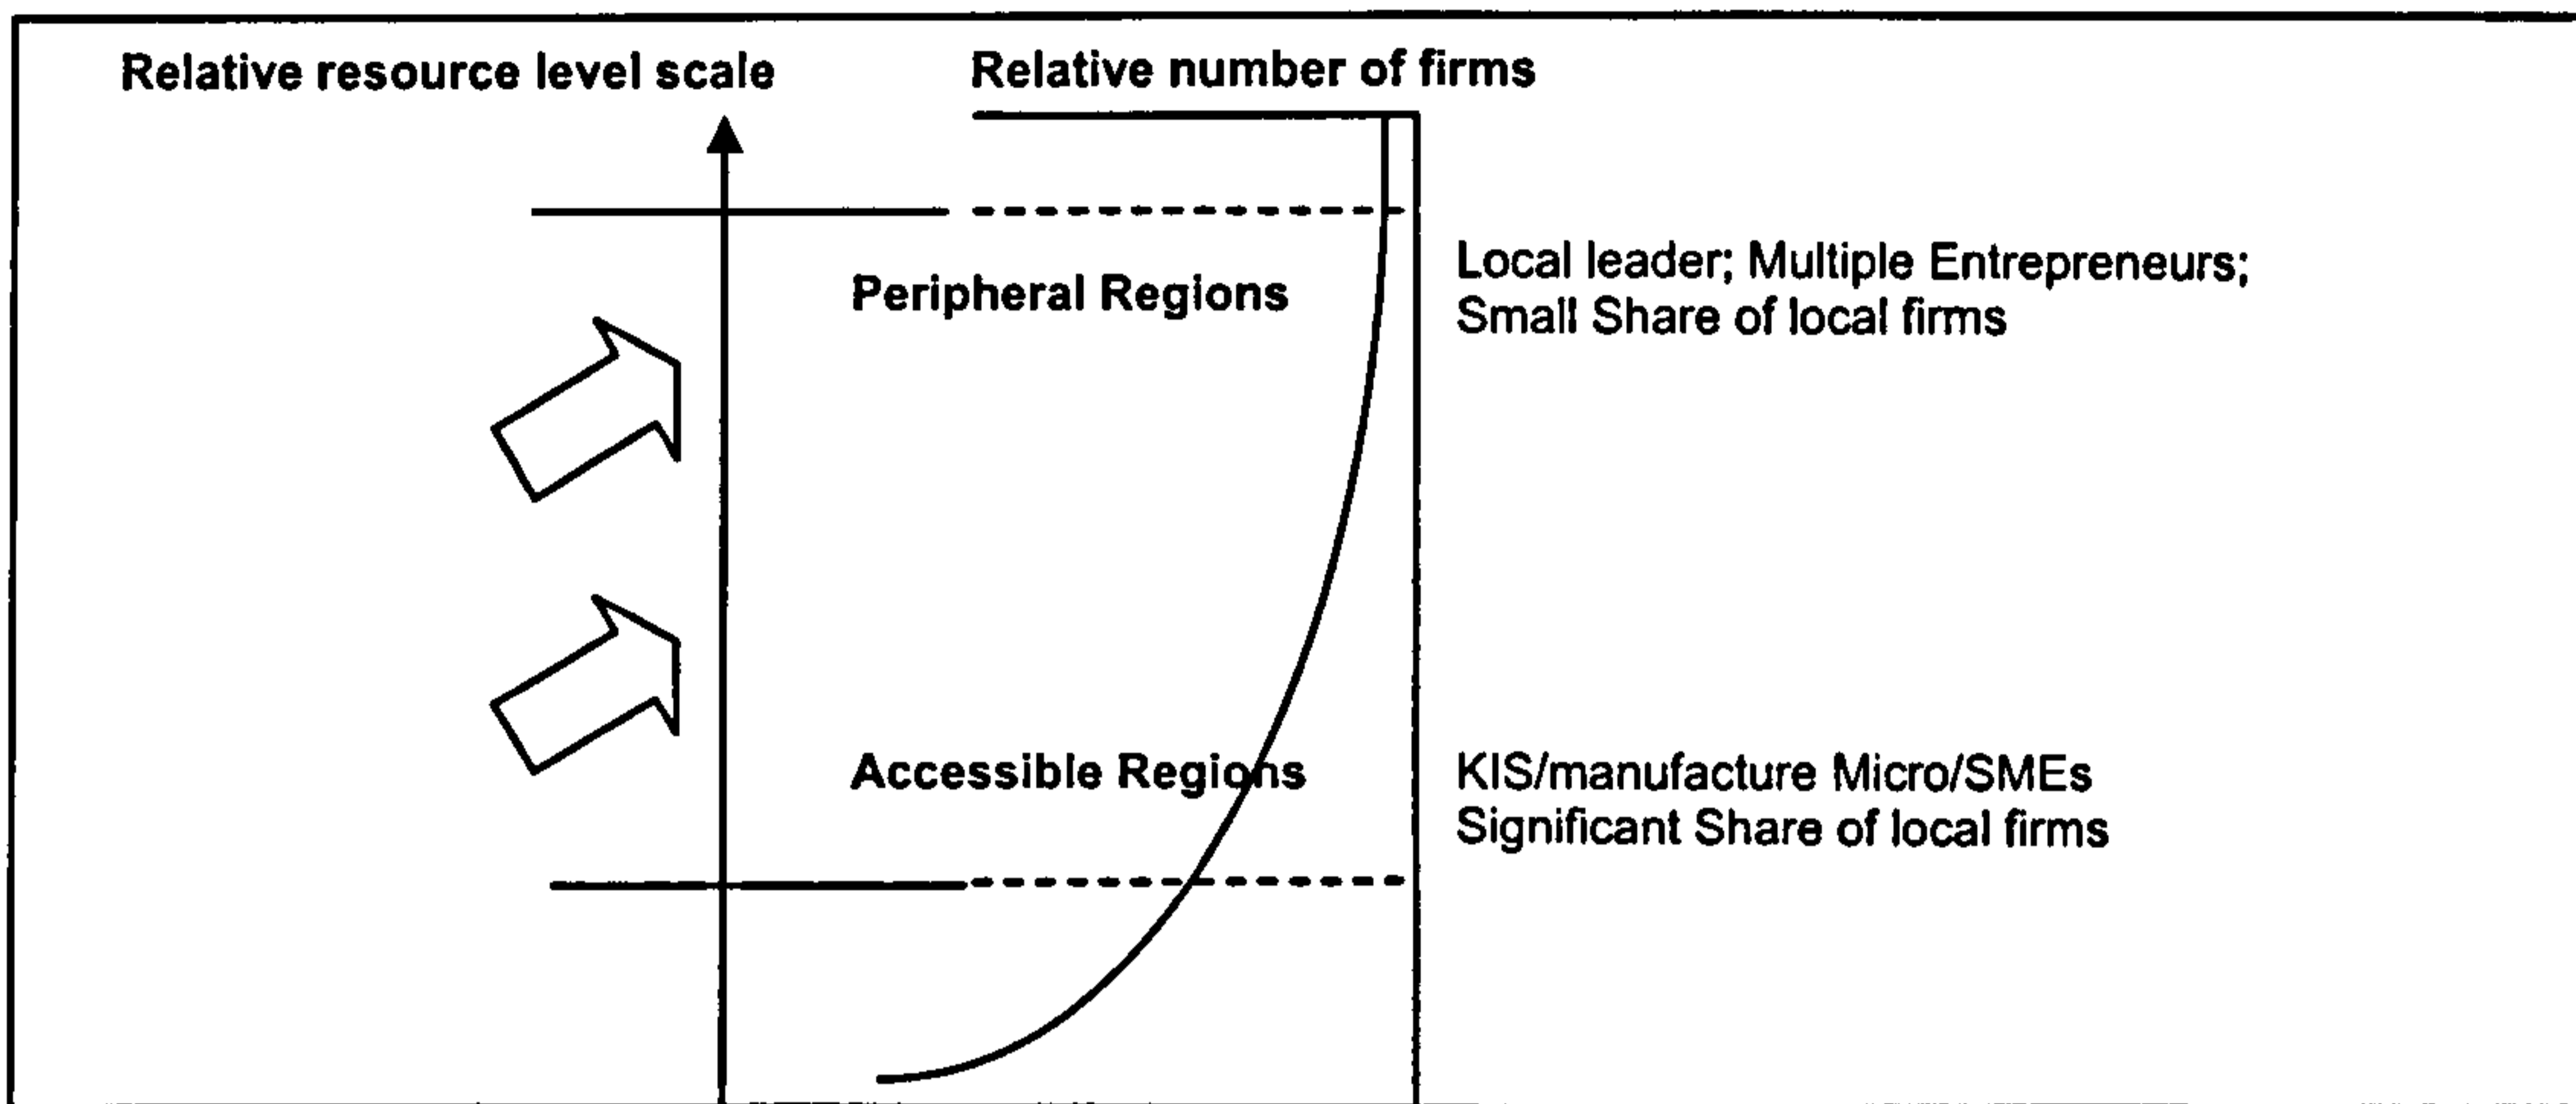 Relative resource level scale
Relative number of firms
Peripheral Regions
Local leader; Multiple Entrepreneurs;
Small Share of local firms
Accessible Regions
KIS/manufacture Micro/SMEs
Significant Share of local firms